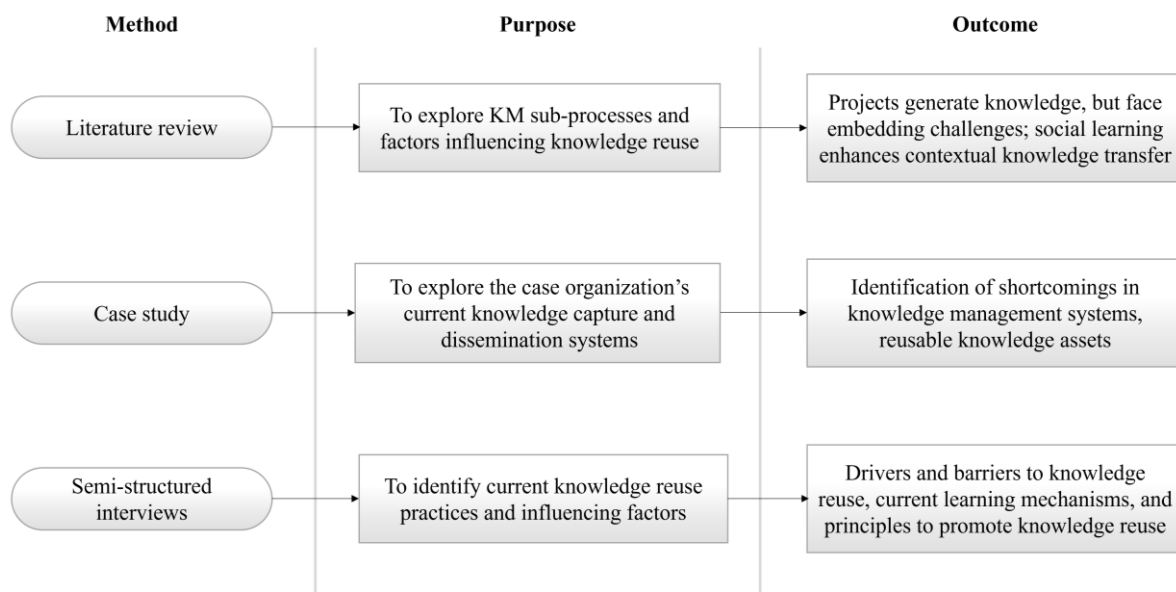 Method
Purpose
Outcome
Literature review
To explore KM sub-processes and
factors influencing knowledge reuse
Projects generate knowledge, but face
embedding challenges; social learning
enhances contextual knowledge transfer
Case study
To explore the case organization's
current knowledge capture and
dissemination systems
Identification of shortcomings in
knowledge management systems,
reusable knowledge assets
Semi-structured
interviews
To identify current knowledge reuse
practices and influencing factors
Drivers and barriers to knowledge
reuse, current learning mechanisms, and
principles to promote knowledge reuse